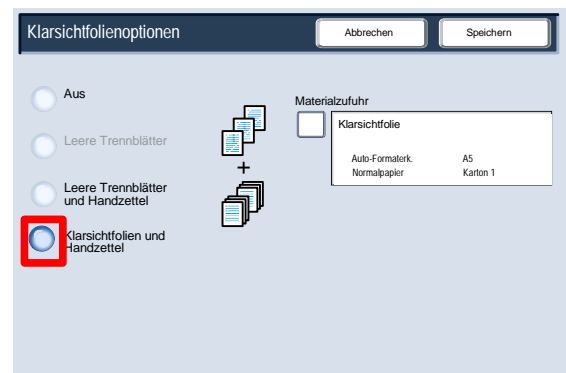 Klarsichtfolienoptionen
Abbrechen
Speichern
Aus
Leere Trennblätter
Leere Trennblätter
und Handzettel
Klarsichtfolien und
Handzettel
+
Materialzufuhr
Klarsichtfolie
Auto-Formaterk. A5
Normalpapier Karton 1